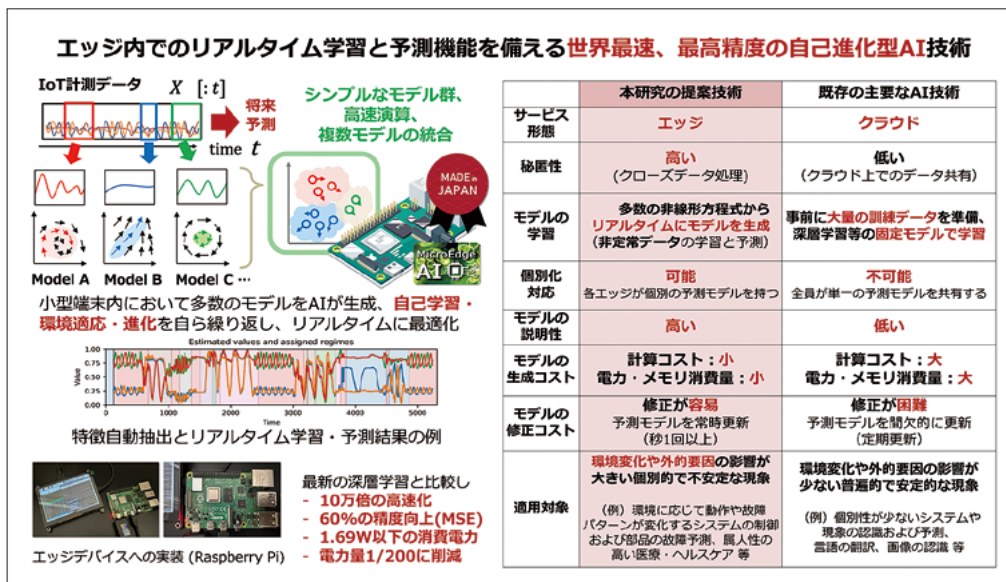 エッジ内でのリアルタイム学習と予測機能を備える世界最速、最高精度の自己進化型AI技術
IoT計測データ
X [: t]
将来
予測
time t
シンプルなモデル群、
高速演算、
複数モデルの統合
MADE in
JAPAN
MicroEdge
AI
Model A
Model B
Model C …
小型端末内において多数のモデルをAIが生成、自己学習・
環境適応・進化を自ら繰り返し、リアルタイムに最適化
Estimated values and assigned regimes
Value
1.00
0.75
0.50
0.25
0.00
0
1000
2000
3000
4000
5000
Time
特徴自動抽出とリアルタイム学習・予測結果の例
エッジデバイスへの実装 (Raspberry Pi)
最新の深層学習と比較し
- 10万倍の高速化
- 60%の精度向上(MSE)
- 1.69W以下の消費電力
- 電力量1/200に削減
本研究の提案技術
既存の主要なAI技術
サービス
形態
エッジ
クラウド
秘匿性
高い
(クローズデータ処理)
低い
(クラウド上でのデータ共有)
モデルの
学習
多数の非線形方程式から
リアルタイムにモデルを生成
(非定常データの学習と予測)
事前に大量の訓練データを準備、
深層学習等の固定モデルで学習
個別化
対応
可能
各エッジが個別の予測モデルを持つ
不可能
全員が単一の予測モデルを共有する
モデルの
説明性
高い
低い
モデルの
生成コスト
計算コスト：小
電力・メモリ消費量：小
計算コスト：大
電力・メモリ消費量：大
モデルの
修正コスト
修正が容易
予測モデルを常時更新
(秒1回以上)
修正が困難
予測モデルを間欠的に更新
(定期更新)
適用対象
環境変化や外的要因の影響が
大きい個別的で不安定な現象
（例）環境に応じて動作や故障
パターンが変化するシステムの制御
および部品の故障予測、属人性の
高い医療・ヘルスケア 等
環境変化や外的要因の影響が
少ない普遍的で安定的な現象
（例）個別性が少ないシステムや
現象の認識および予測、
言語の翻訳、画像の認識 等